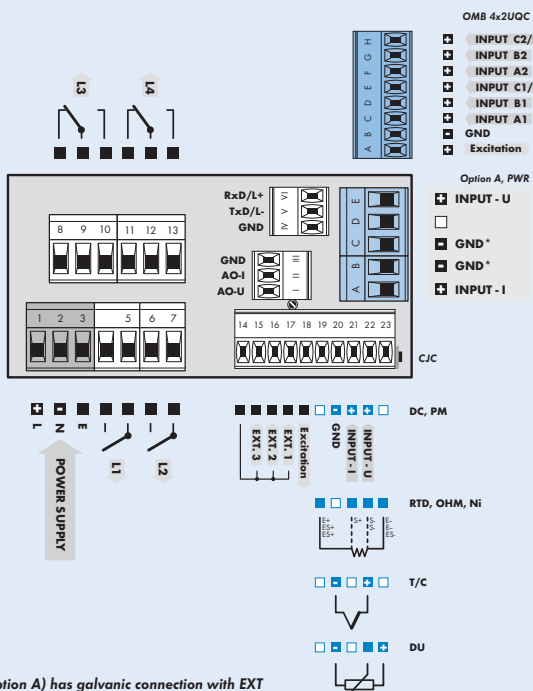 OMB 4x2UQC
INPUT C2/
INPUT B2
INPUT A2
INPUT C1/
INPUT B1
INPUT A1
GND
Excitation
H
G
F
E
D
C
B
A
L3
L4
Option A, PWR
INPUT - U
GND*
GND*
INPUT - I
RxD/L+
TxD/L-
GND
VI
V
IV
GND
AO-I
AO-U
III
II
I
E
D
C
B
A
8 9 10 11 12 13
1 2 3 5 6 7
14 15 16 17 18 19 20 21 22 23
CJC
L
N
E
L1
L2
POWER SUPPLY
EXT. 3
EXT. 2
EXT. 1
Excitation
GND
INPUT - I
INPUT - U
DC, PM
RTD, OHM, Ni
E+
ES+
ES+
S+
S-
S-
E-
E-
ES-
T/C
DU
ption A) has galvanic connection with EXT